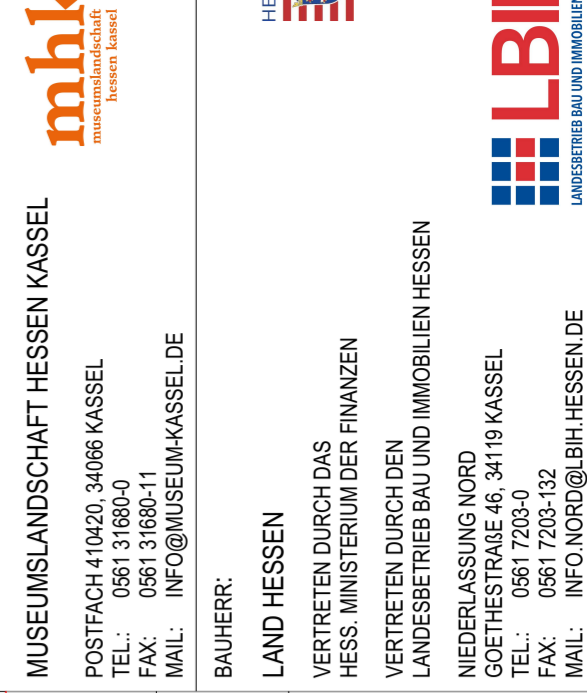 MUSEUMSLANDSCHAFT HESSEN KASSEL
mhk
museumslandschaft
hessen kassel
POSTFACH 410420, 34066 KASSEL
TEL.: 0561 31680-0
FAX: 0561 31680-11
MAIL: INFO@MUSEUM-KASSEL.DE
BAUHERR:
LAND HESSEN
HE
VERTRETEN DURCH DAS
HESS. MINISTERIUM DER FINANZEN
VERTRETEN DURCH DEN
LANDESBETRIEB BAU UND IMMOBILIEN HESSEN
NIEDERLASSUNG NORD
GOETHESTRAßE 46, 34119 KASSEL
TEL.: 0561 7203-0
FAX: 0561 7203-132
MAIL: INFO.NORD@LBIH.HESSEN.DE
LBI
LANDESBETRIEB BAU UND IMMOBILIEN